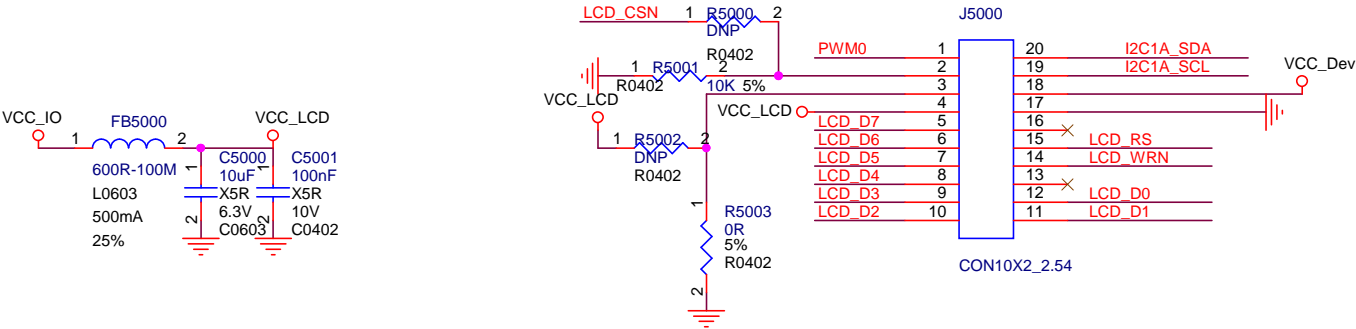 VCC_IO
1
FB5000
2
600R-100M
L0603
500mA
25%
VCC_LCD
C5000
10uF
X5R
6.3V
C0603
1
2
C5001
100nF
X5R
10V
C0402
1
2
LCD_CSN
1
R5000
2
DNP
R0402
1
R5001
2
R0402
10K 5%
VCC_LCD
1
R5002
2
DNP
R0402
1
R5003
0R
5%
R0402
2
J5000
PWM0
1
2
3
VCC_LCD
4
LCD_D7
5
LCD_D6
6
LCD_D5
7
LCD_D4
8
LCD_D3
9
LCD_D2
10
20
I2C1A_SDA
19
I2C1A_SCL
18
VCC_Dev
17
16
15
LCD_RS
14
LCD_WRN
13
12
LCD_D0
11
LCD_D1
CON10X2_2.54